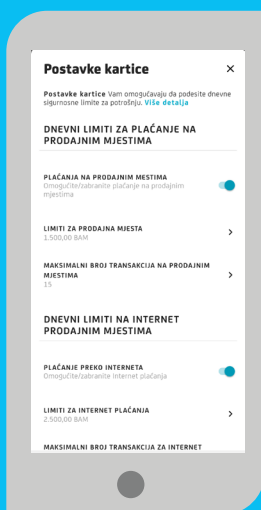 Postavke kartice
Postavke kartice Vam omogućavaju da podesite dnevne
sigurnosne limite za potrošnju. Više detalja
DNEVNI LIMITI ZA PLAĆANJE NA
PRODAJNIM MJESTIMA
PLAĆANJA NA PRODAJNIM MESTIMA
Omogućite/zabranite plaćanje na prodajnim
mjestima
LIMITI ZA PRODAJNA MJESTA
1.500,00 BAM
MAKSIMALNI BROJ TRANSAKCIJA NA PRODAJNIM
MJESTIMA
15
DNEVNI LIMITI NA INTERNET
PRODAJNIM MJESTIMA
PLAĆANJE PREKO INTERNETA
Omogućite/zabranite Internet plaćanja
LIMITI ZA INTERNET PLAĆANJA
2.500,00 BAM
MAKSIMALNI BROJ TRANSAKCIJA ZA INTERNET